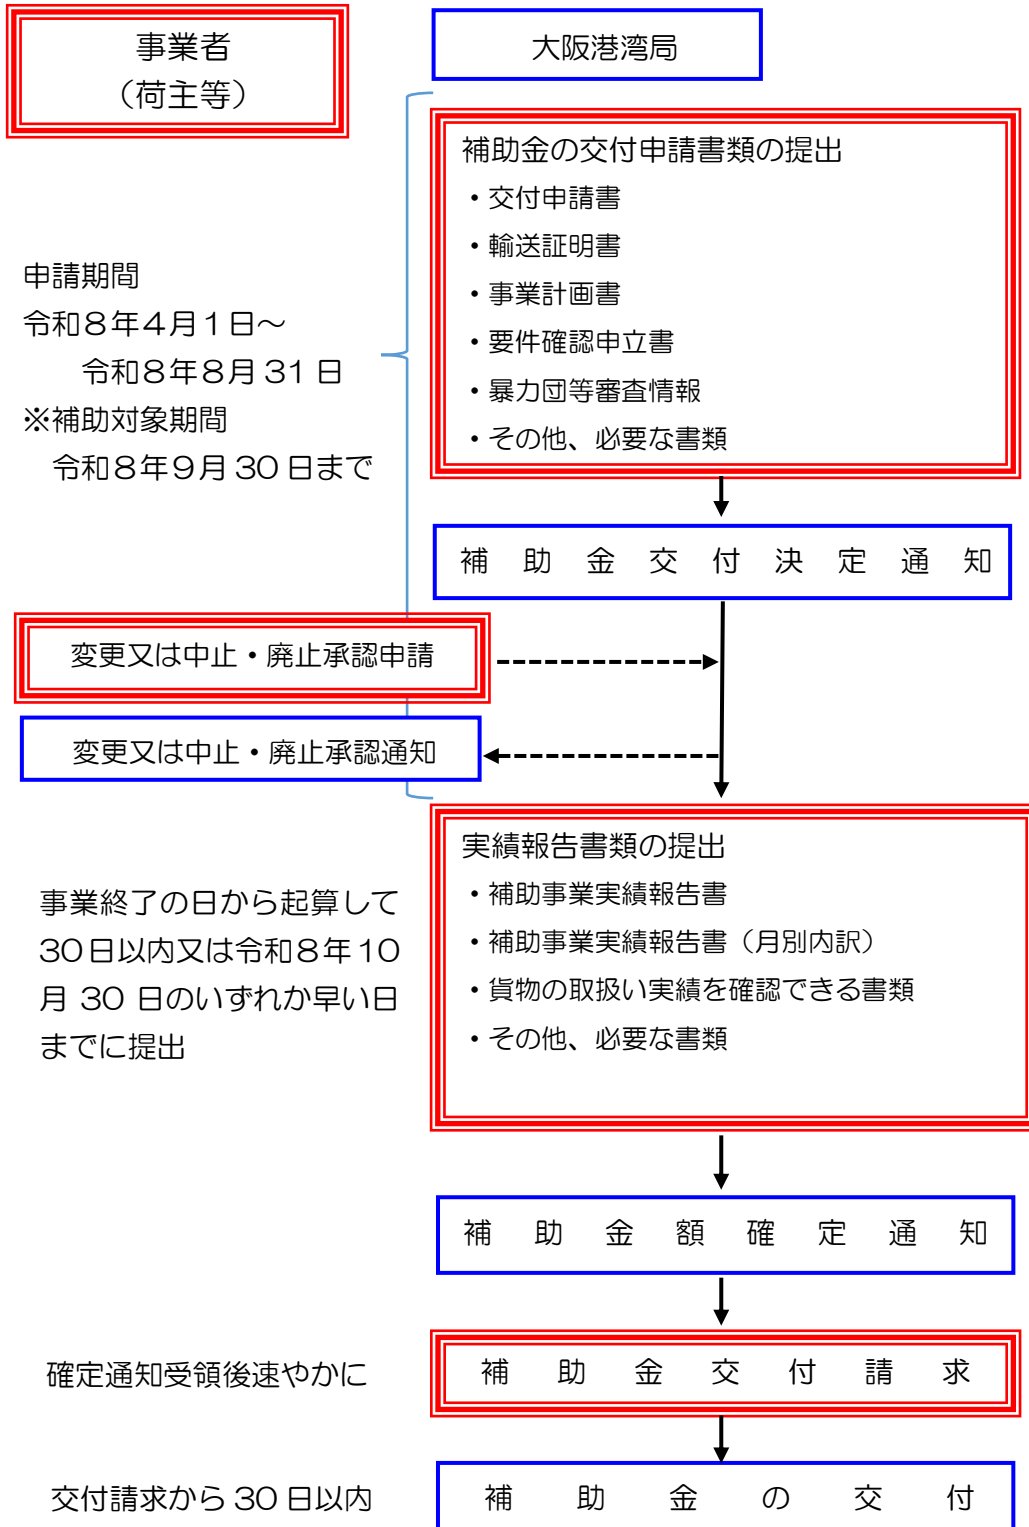 事業者
（荷主等）
大阪港湾局
補助金の交付申請書類の提出
・交付申請書
・輸送証明書
・事業計画書
・要件確認申立書
・暴力団等審査情報
・その他、必要な書類
申請期間
令和８年４月１日～
令和８年８月31日
※補助対象期間
令和８年９月30日まで
補助金交付決定通知
変更又は中止・廃止承認申請
変更又は中止・廃止承認通知
実績報告書類の提出
・補助事業実績報告書
・補助事業実績報告書（月別内訳）
・貨物の取扱い実績を確認できる書類
・その他、必要な書類
事業終了の日から起算して
30日以内又は令和８年10
月 30 日のいずれか早い日
までに提出
補助金額確定通知
確定通知受領後速やかに
補助金交付請求
交付請求から30日以内
補助金の交付